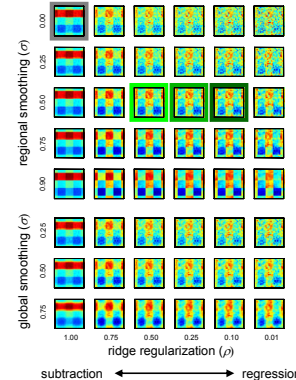 regional smoothing (σ)
0.00
0.25
0.50
0.75
0.90
global smoothing (σ)
0.25
0.50
0.75
1.00 0.75 0.50 0.25 0.10 0.01
ridge regularization (ρ)
subtraction regression